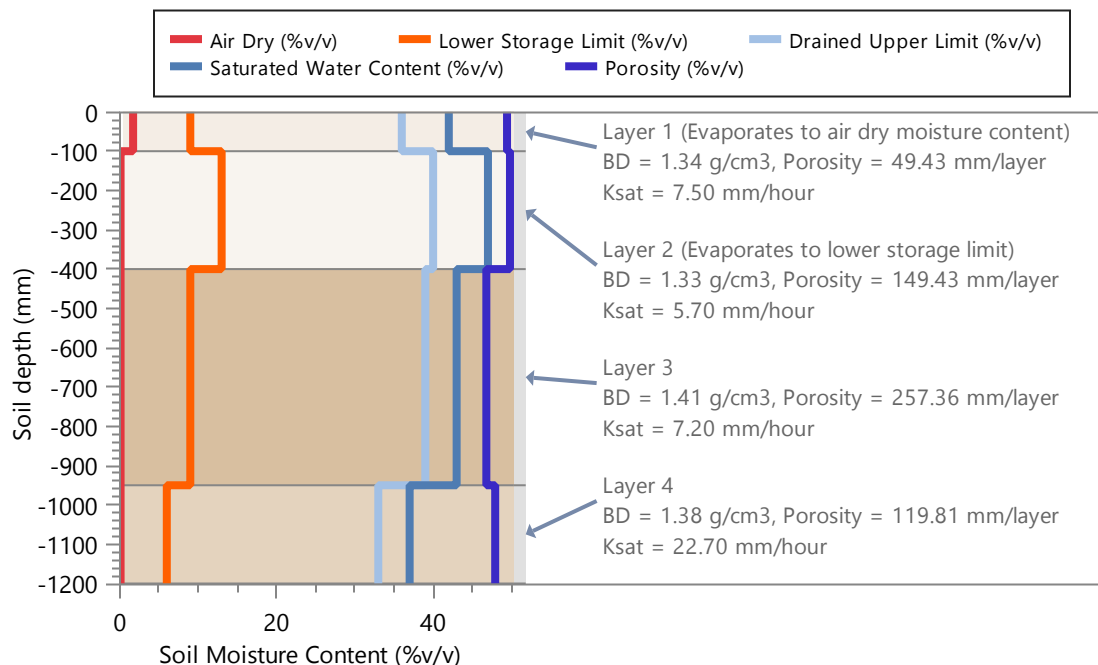 Air Dry (%v/v) Lower Storage Limit (%v/v) Drained Upper Limit (%v/v)
Saturated Water Content (%v/v) Porosity (%v/v)
0
-100
-200
-300
-400
-500
-600
-700
-800
-900
-1000
-1100
-1200
Soil depth (mm)
0 20 40
Soil Moisture Content (%v/v)
Layer 1 (Evaporates to air dry moisture content)
BD = 1.34 g/cm3, Porosity = 49.43 mm/layer
Ksat = 7.50 mm/hour
Layer 2 (Evaporates to lower storage limit)
BD = 1.33 g/cm3, Porosity = 149.43 mm/layer
Ksat = 5.70 mm/hour
Layer 3
BD = 1.41 g/cm3, Porosity = 257.36 mm/layer
Ksat = 7.20 mm/hour
Layer 4
BD = 1.38 g/cm3, Porosity = 119.81 mm/layer
Ksat = 22.70 mm/hour